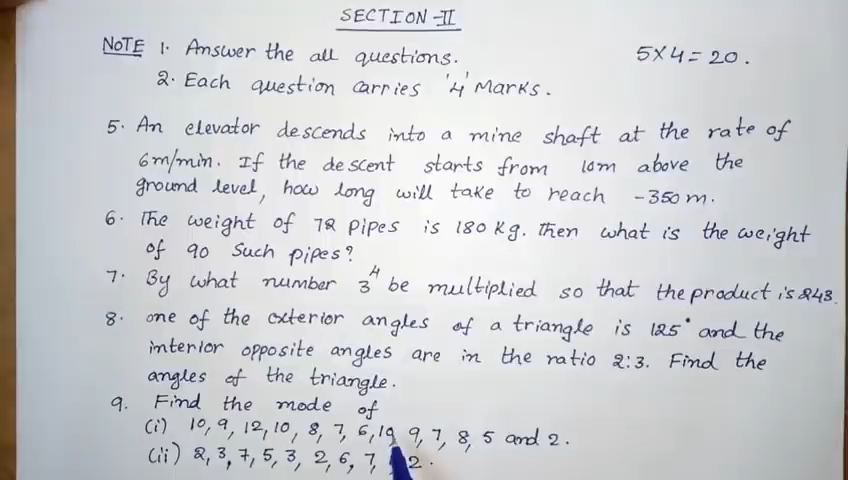 SECTION-II
NOTE 1. Answer the all questions. 5x4=20.
2. Each question carries '4' Marks.
5. An elevator descends into a mine shaft at the rate of
6m/min. If the descent starts from 10m above the
ground level, how long will take to reach -350m.
6. The weight of 72 pipes is 180 Kg. then what is the weight
of 90 Such pipes?
7. By what number 3⁴ be multiplied so that the product is 243.
8. one of the exterior angles of a triangle is 125° and the
interior opposite angles are in the ratio 2:3. Find the
angles of the triangle.
9. Find the mode of
(i) 10, 9, 12, 10, 8, 7, 6, 10, 9, 7, 8, 5 and 2.
(ii) 2, 3, 7, 5, 3, 2, 6, 7, 2.